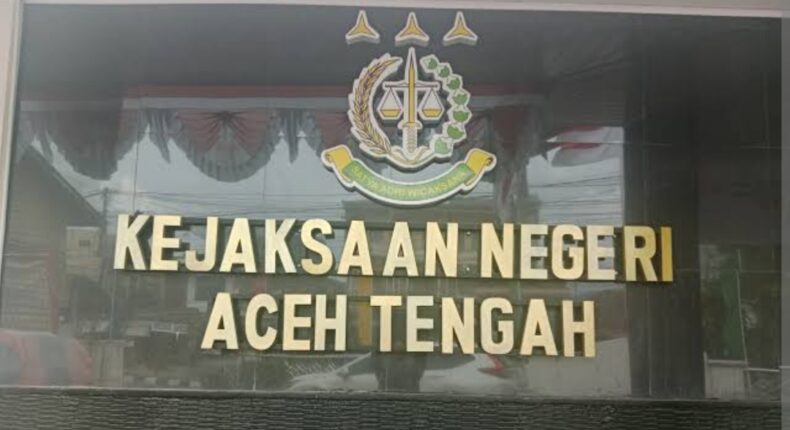 SATYA ADHI WICAKSANA
KEJAKSAAN NEGERI
ACEH TENGAH